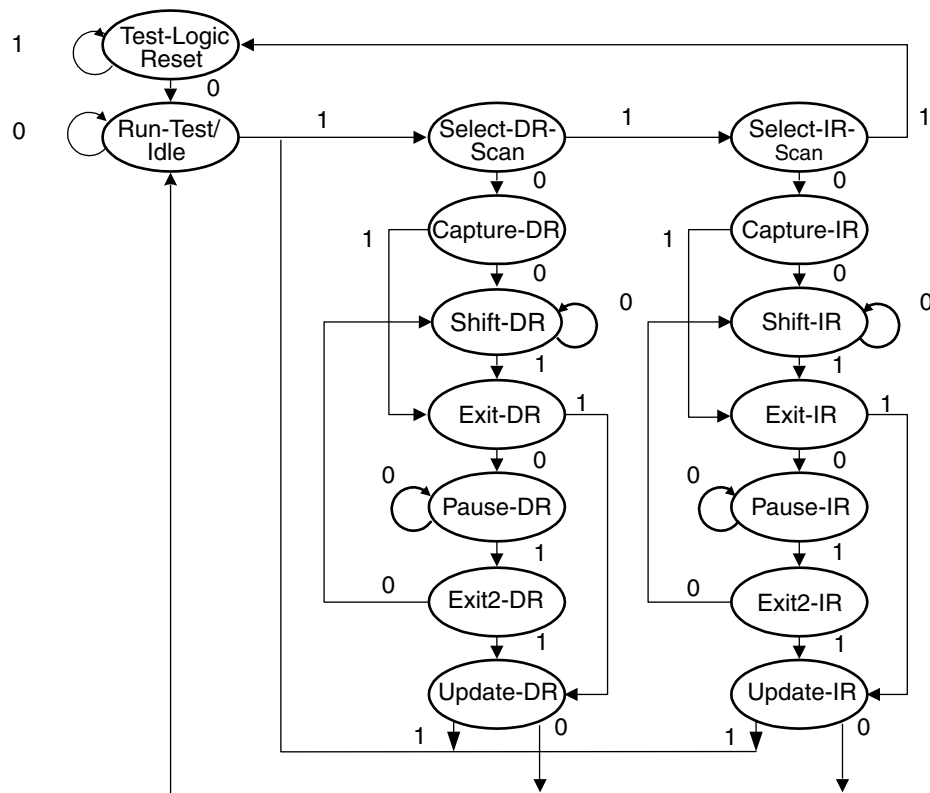 1
Test-Logic
Reset
0
0
Run-Test/
Idle
1
Select-DR-
Scan
1
Select-IR-
Scan
1
0
0
1
Capture-DR
1
Capture-IR
0
0
Shift-DR
0
Shift-IR
0
1
1
Exit-DR
1
Exit-IR
1
0
0
0
Pause-DR
0
Pause-IR
1
1
0
Exit2-DR
0
Exit2-IR
1
1
Update-DR
Update-IR
1
0
1
0